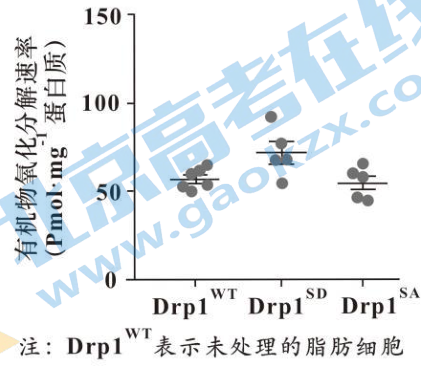 150
100
50
0
有机物氧化分解速率
(Pmol·mg⁻¹ 蛋白质)
Drp1^WT Drp1^SD Drp1^SA
注：Drp1^WT表示未处理的脂肪细胞
北京高考在线
www.gaokzx.com